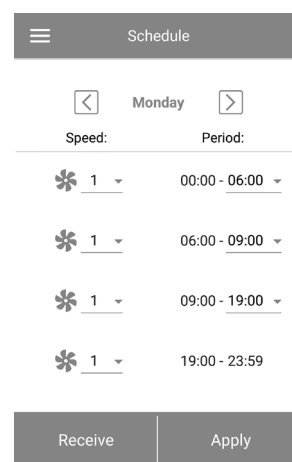 Schedule
Monday
Speed: Period:
1 00:00 - 06:00
1 06:00 - 09:00
1 09:00 - 19:00
1 19:00 - 23:59
Receive Apply